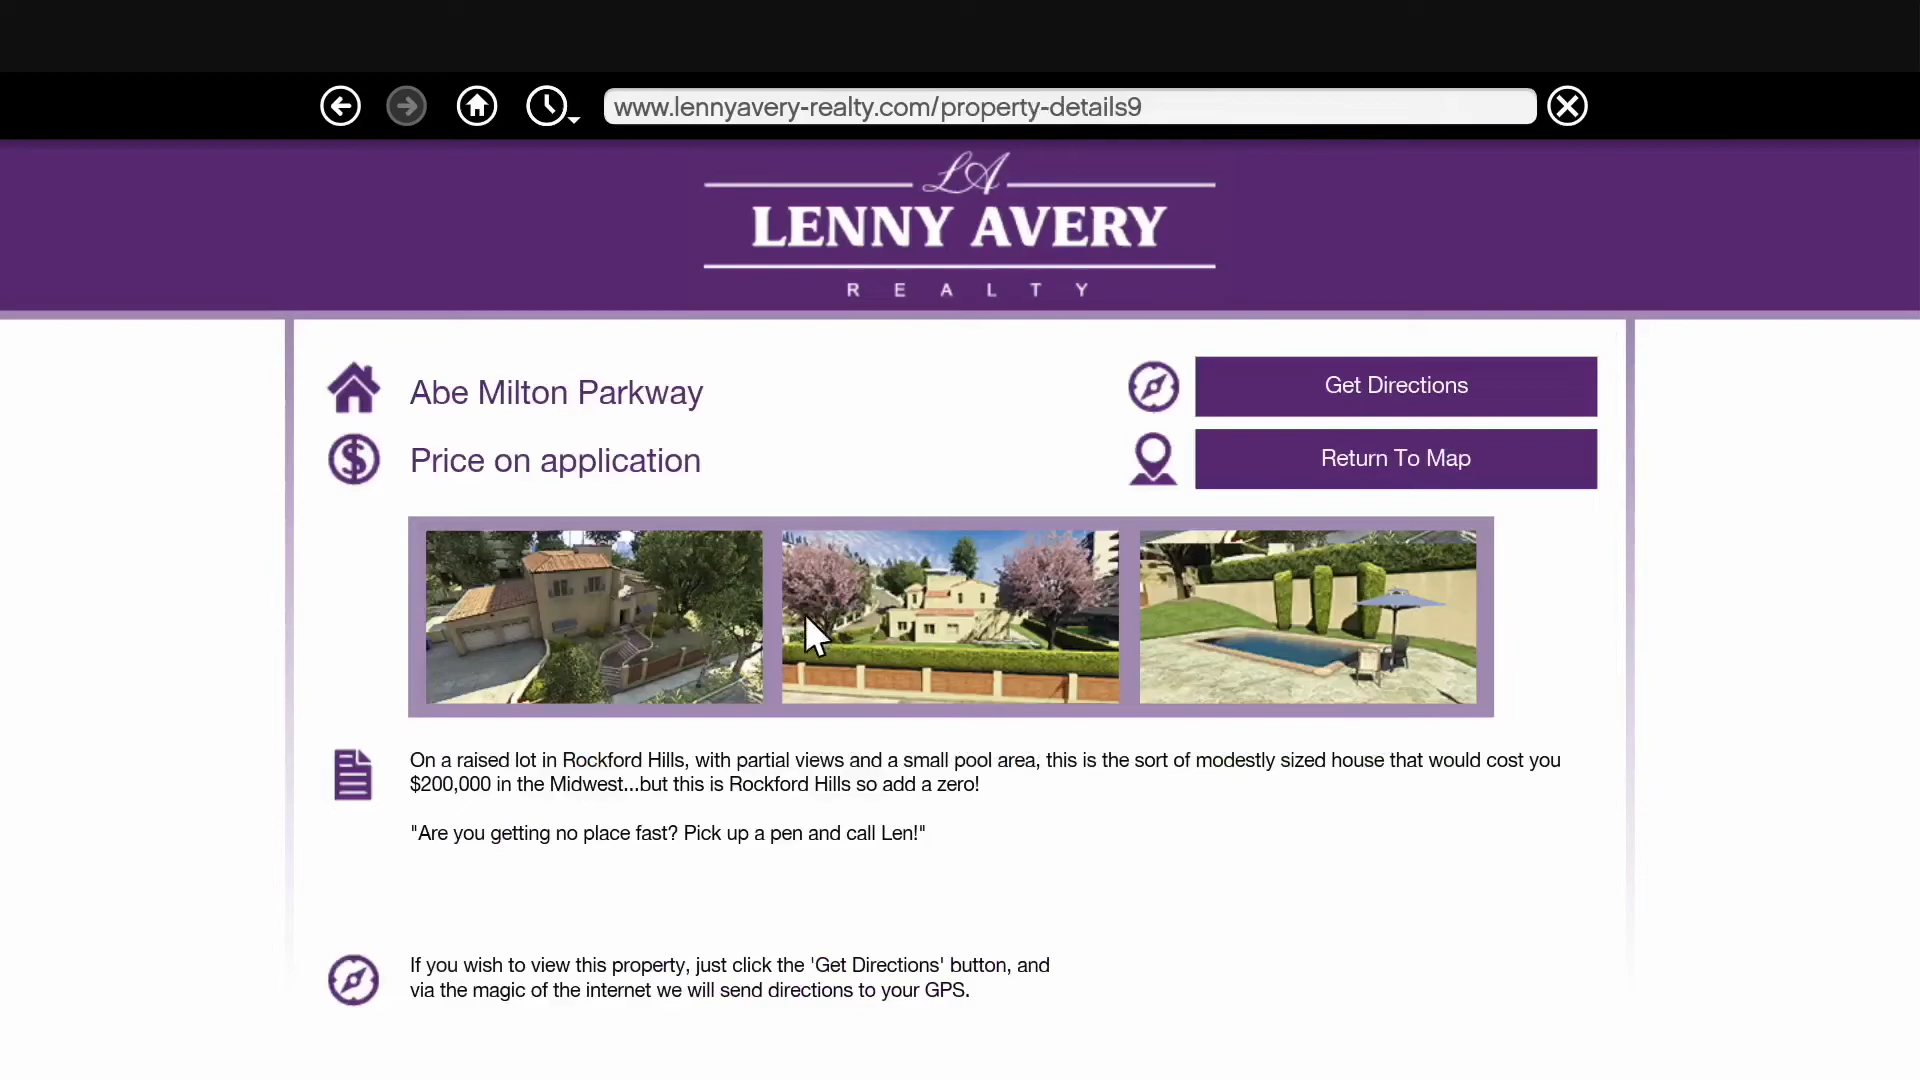 www.lennyavery-realty.com/property-details9
LA
LENNY AVERY
REALTY
Abe Milton Parkway
Get Directions
Price on application
Return To Map
On a raised lot in Rockford Hills, with partial views and a small pool area, this is the sort of modestly sized house that would cost you
$200,000 in the Midwest...but this is Rockford Hills so add a zero!
"Are you getting no place fast? Pick up a pen and call Len!"
If you wish to view this property, just click the 'Get Directions' button, and
via the magic of the internet we will send directions to your GPS.